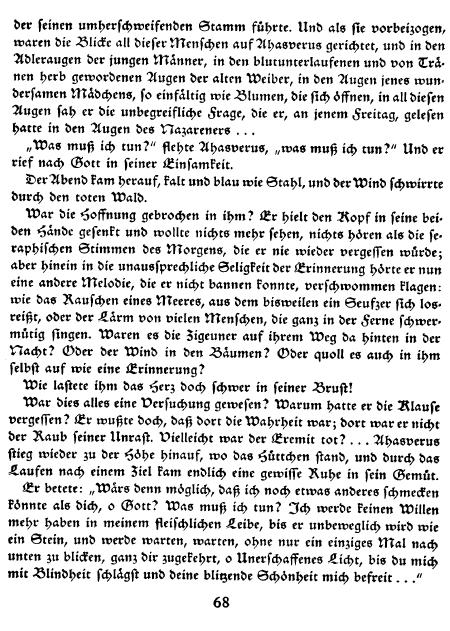 der seinen umherschweifenden Stamm führte. Und als sie vorbeizogen,
waren die Blicke all dieser Menschen auf Ahasverus gerichtet, und in den
Adleraugen der jungen Männer, in den blutunterlaufenen und von Trä-
nen herb gewordenen Augen der alten Weiber, in den Augen jenes wun-
dersamen Mädchens, so einfältig wie Blumen, die sich öffnen, in all diesen
Augen sah er die unbegreifliche Frage, die er, an jenem Freitag, gelesen
hatte in den Augen des Nazareners . . .
„Was muß ich tun?“ flehte Ahasverus, „was muß ich tun?“ Und er
rief nach Gott in seiner Einsamkeit.
Der Abend kam herauf, kalt und blau wie Stahl, und der Wind schwirrte
durch den toten Wald.
War die Hoffnung gebrochen in ihm? Er hielt den Kopf in seine bei-
den Hände gesenkt und wollte nichts mehr sehen, nichts hören als die se-
raphischen Stimmen des Morgens, die er nie wieder vergessen würde;
aber hinein in die unaussprechliche Seligkeit der Erinnerung hörte er nun
eine andere Melodie, die er nicht bannen konnte, verschwommen klagen:
wie das Rauschen eines Meeres, aus dem bisweilen ein Seufzer sich los-
reißt, oder der Lärm von vielen Menschen, die ganz in der Ferne schwer-
mütig singen. Waren es die Zigeuner auf ihrem Weg da hinten in der
Nacht? Oder der Wind in den Bäumen? Oder quoll es auch in ihm
selbst auf wie eine Erinnerung?
Wie lastete ihm das Herz doch schwer in seiner Brust!
War dies alles eine Versuchung gewesen? Warum hatte er die Klause
vergessen? Er wußte doch, daß dort die Wahrheit war; dort war er nicht
der Raub seiner Unrast. Vielleicht war der Eremit tot? . . . Ahasverus
stieg wieder zu der Höhe hinauf, wo das Hüttchen stand, und durch das
Laufen nach einem Ziel kam endlich eine gewisse Ruhe in sein Gemüt.
Er betete: „Wärs denn möglich, daß ich noch etwas anderes schmecken
könnte als dich, o Gott? Was muß ich tun? Ich werde keinen Willen
mehr haben in meinem fleischlichen Leibe, bis er unbeweglich wird wie
ein Stein, und werde warten, warten, ohne nur ein einziges Mal nach
unten zu blicken, ganz dir zugekehrt, o Unerschaffenes Licht, bis du mich
mit Blindheit schlägst und deine blitzende Schönheit mich befreit . . .“
68